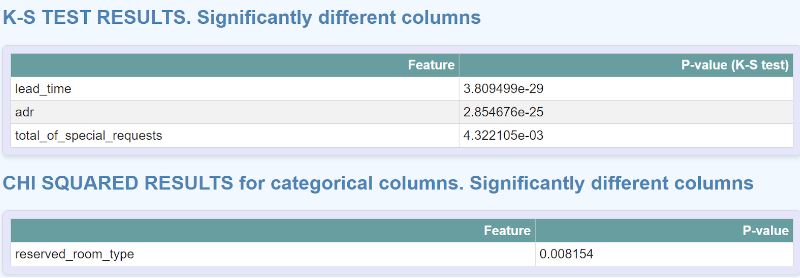 K-S TEST RESULTS. Significantly different columns
Feature P-value (K-S test)
lead_time 3.809499e-29
adr 2.854676e-25
total_of_special_requests 4.322105e-03
CHI SQUARED RESULTS for categorical columns. Significantly different columns
Feature P-value
reserved_room_type 0.008154